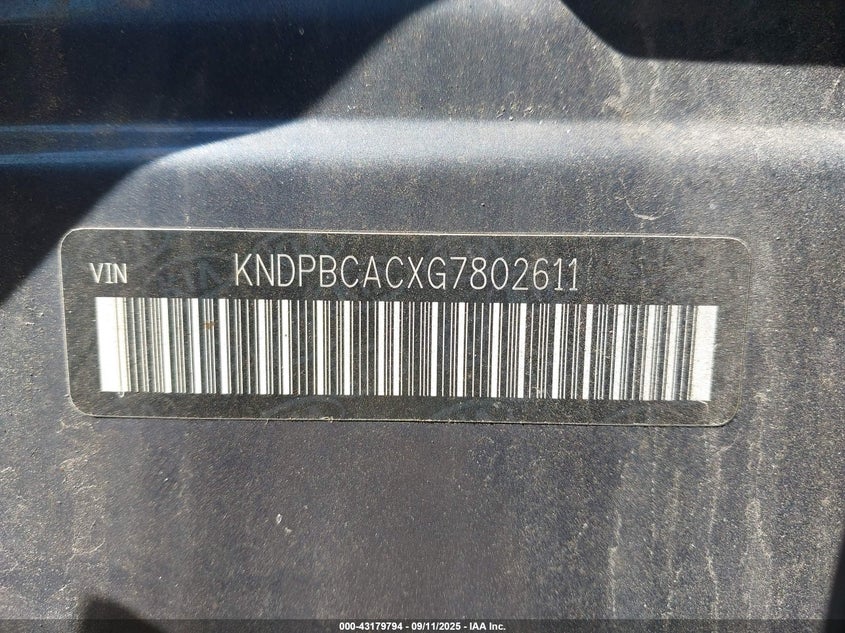 VIN KNDPBCACXG7802611
000-43179794 - 09/11/2025 - IAA Inc.